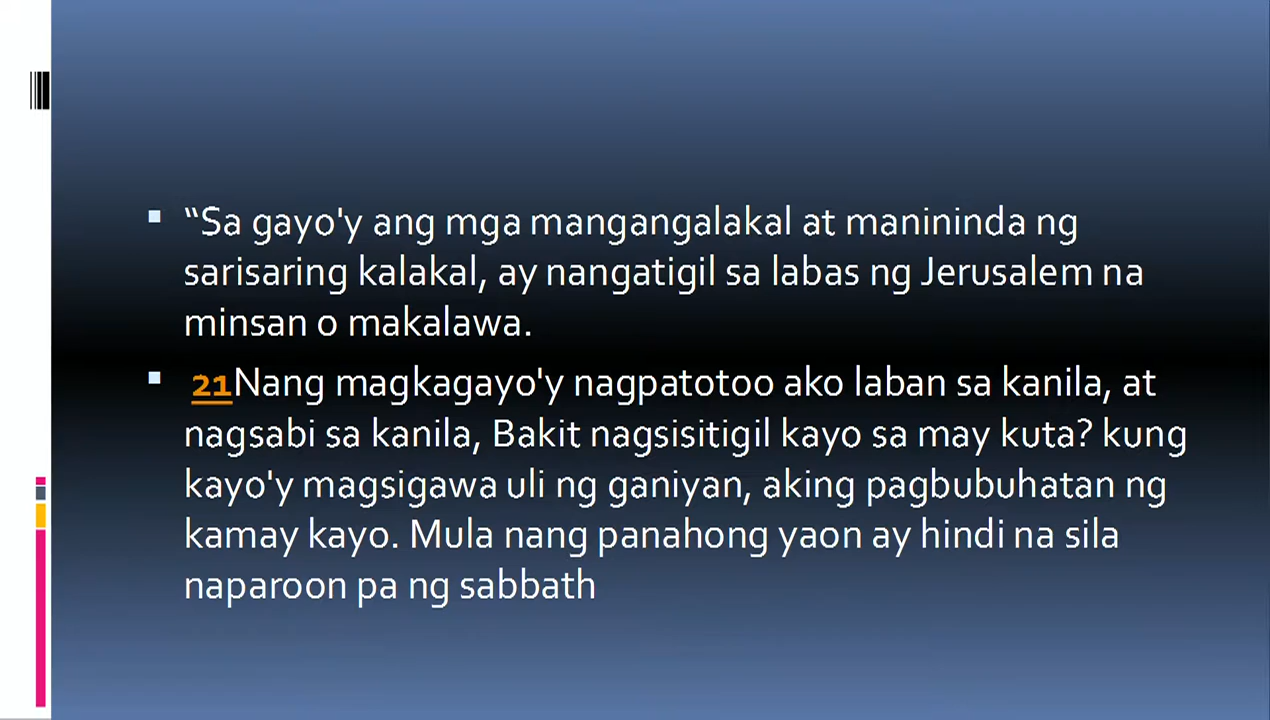 “Sa gayo'y ang mga mangangalakal at manininda ng
sarisaring kalakal, ay nangatigil sa labas ng Jerusalem na
minsan o makalawa.
21Nang magkagayo'y nagpatotoo ako laban sa kanila, at
nagsabi sa kanila, Bakit nagsisitigil kayo sa may kuta? kung
kayo'y magsigawa uli ng ganiyan, aking pagbubuhatan ng
kamay kayo. Mula nang panahong yaon ay hindi na sila
naparoon pa ng sabbath